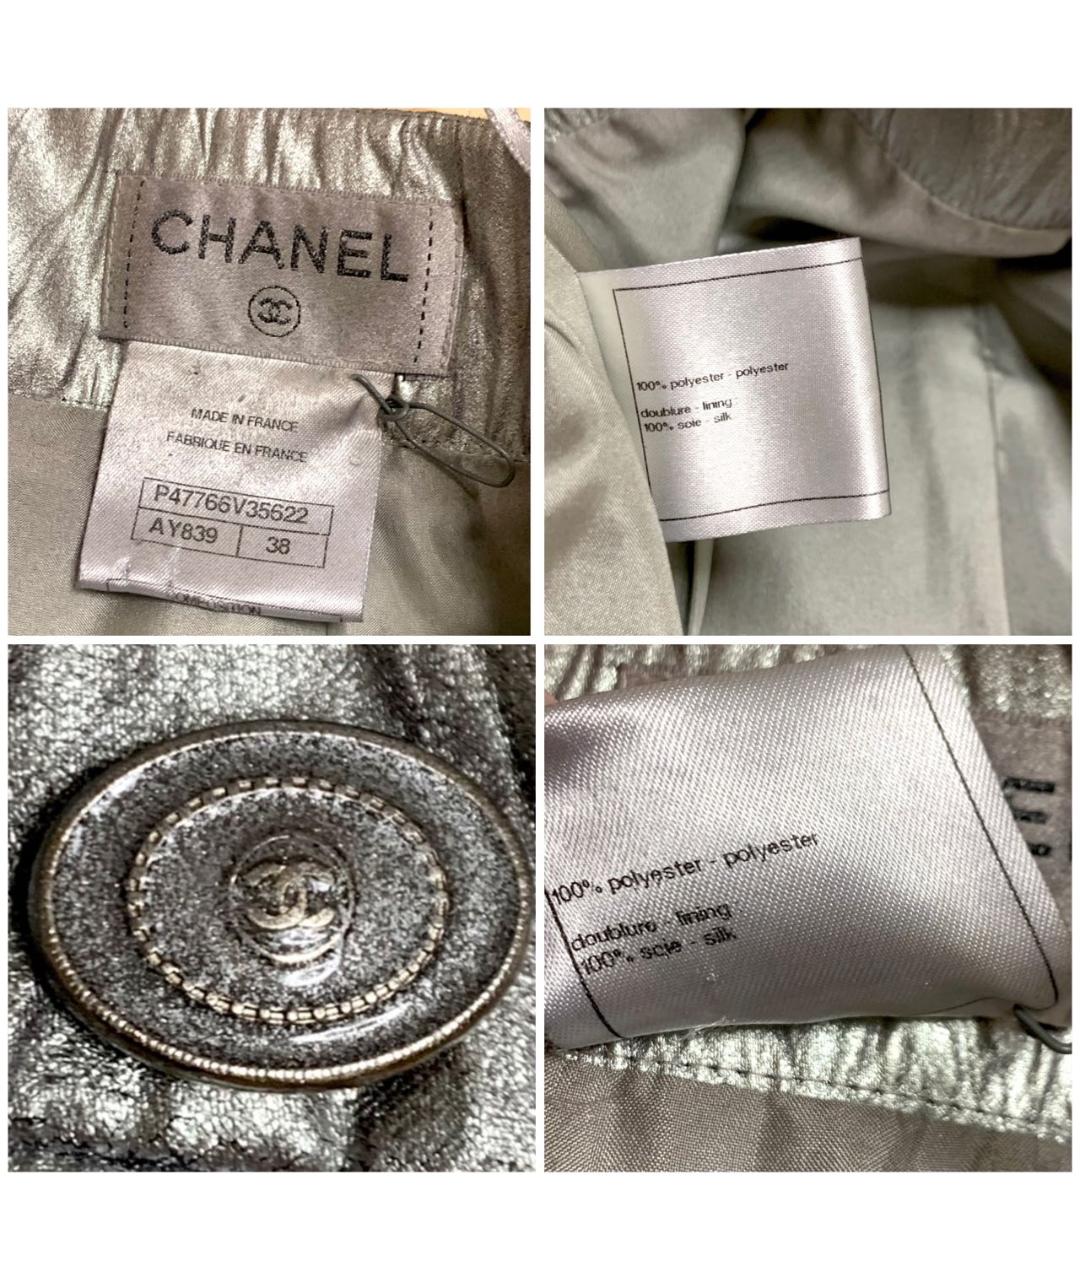 CHANEL
MADE IN FRANCE
FABRIQUE EN FRANCE
P47766V35622
AY839 38
100% polyester - polyester
doublure - lining
100% soie - silk
100% polyester - polyester
doublure - lining
100% soie - silk